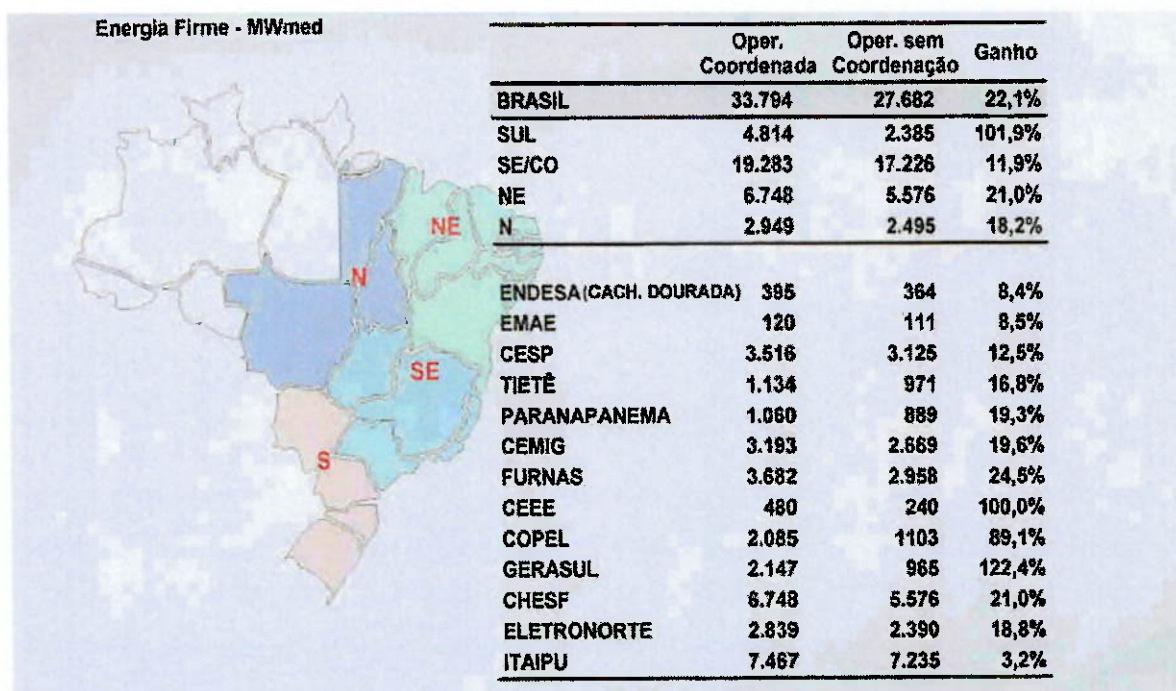 Energia Firme - MWmed
Oper. Coordenada Oper. sem Coordenação Ganho
BRASIL 33.794 27.682 22,1%
SUL 4.814 2.385 101,9%
SE/CO 19.283 17.226 11,9%
NE 6.748 5.576 21,0%
N 2.949 2.495 18,2%
ENDESA(CACH. DOURADA) 395 364 8,4%
EMAE 120 111 8,5%
CESP 3.516 3.125 12,5%
TIETÊ 1.134 971 16,8%
PARANAPANEMA 1.060 889 19,3%
CEMIG 3.193 2.669 19,6%
FURNAS 3.682 2.958 24,5%
CEEE 480 240 100,0%
COPEL 2.085 1103 89,1%
GERASUL 2.147 965 122,4%
CHESF 6.748 5.576 21,0%
ELETRONORTE 2.839 2.390 18,8%
ITAIPU 7.467 7.235 3,2%
NE
N
SE
S